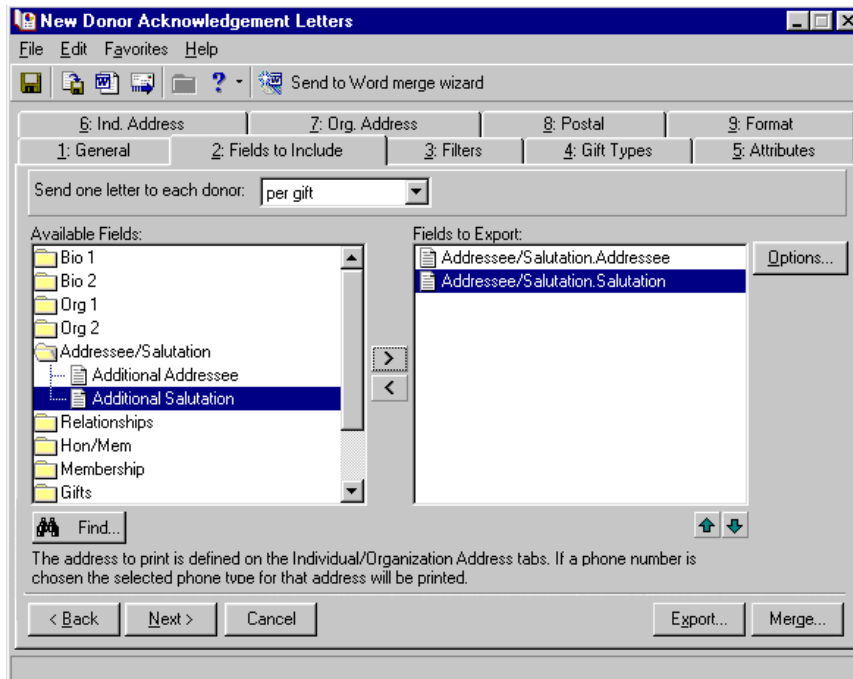 New Donor Acknowledgement Letters
File Edit Favorites Help
Send to Word merge wizard
6: Ind. Address 7: Org. Address 8: Postal 9: Format
1: General 2: Fields to Include 3: Filters 4: Gift Types 5: Attributes
Send one letter to each donor: per gift
Available Fields: Fields to Export:
Bio 1 Addressee/Salutation.Addressee Options...
Bio 2 Addressee/Salutation.Salutation
Org 1
Org 2
Addressee/Salutation
Additional Addressee
>
Additional Salutation
<
Relationships
Hon/Mem
Membership
Gifts
Find...
The address to print is defined on the Individual/Organization Address tabs. If a phone number is
chosen the selected phone type for that address will be printed.
< Back Next > Cancel Export... Merge...